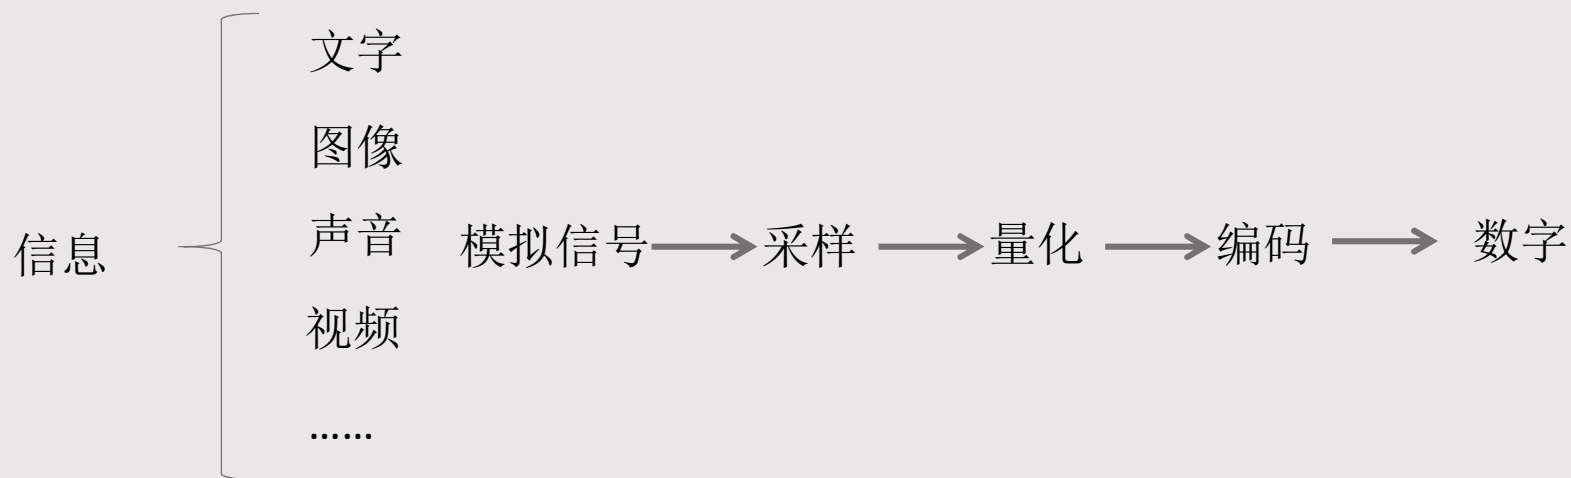 文字
图像
信息
声音
模拟信号 采样 量化 编码 数字
视频
……